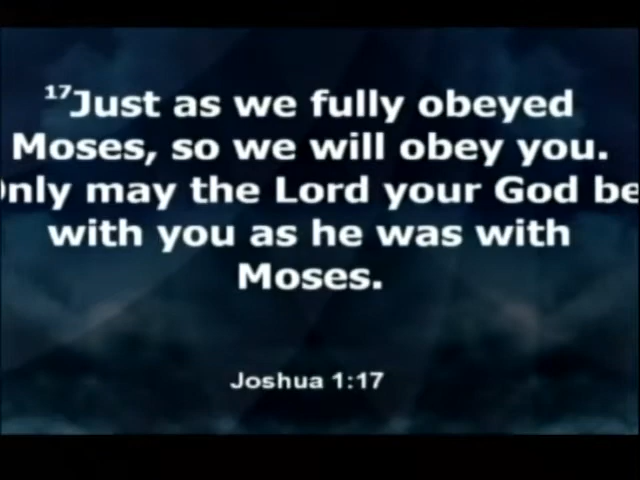 17Just as we fully obeyed
Moses, so we will obey you.
Only may the Lord your God be
with you as he was with
Moses.
Joshua 1:17